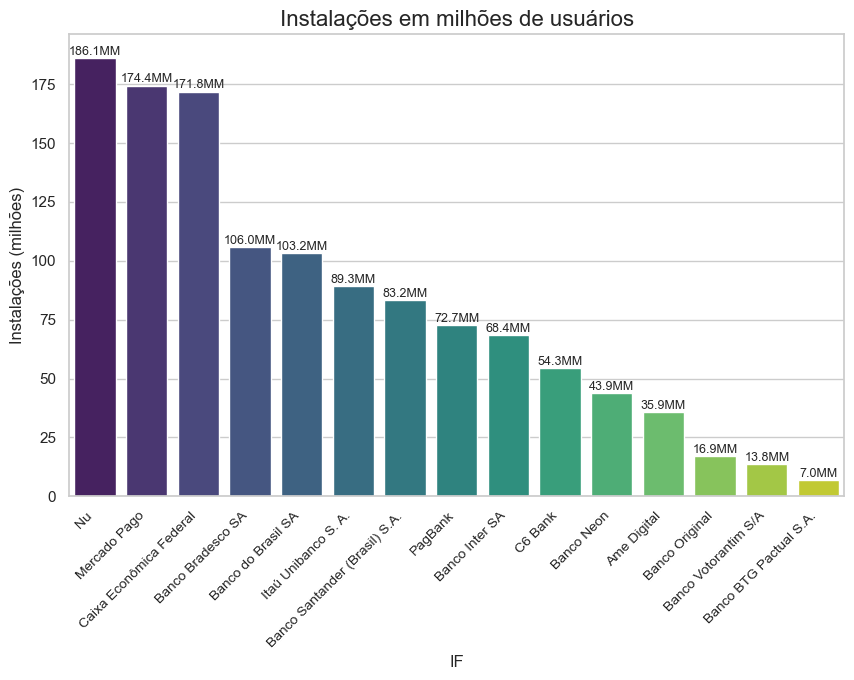 Instalações em milhões de usuários
Instalações (milhões)
175
150
125
100
75
50
25
0
186.1MM
174.4MM
171.8MM
106.0MM
103.2MM
89.3MM
83.2MM
72.7MM
68.4MM
54.3MM
43.9MM
35.9MM
16.9MM
13.8MM
7.0MM
Nu
Mercado Pago
Caixa Econômica Federal
Banco Bradesco SA
Banco do Brasil SA
Itaú Unibanco S. A.
Banco Santander (Brasil) S.A.
PagBank
Banco Inter SA
C6 Bank
Banco Neon
Ame Digital
Banco Original
Banco Votorantim S/A
Banco BTG Pactual S.A.
IF